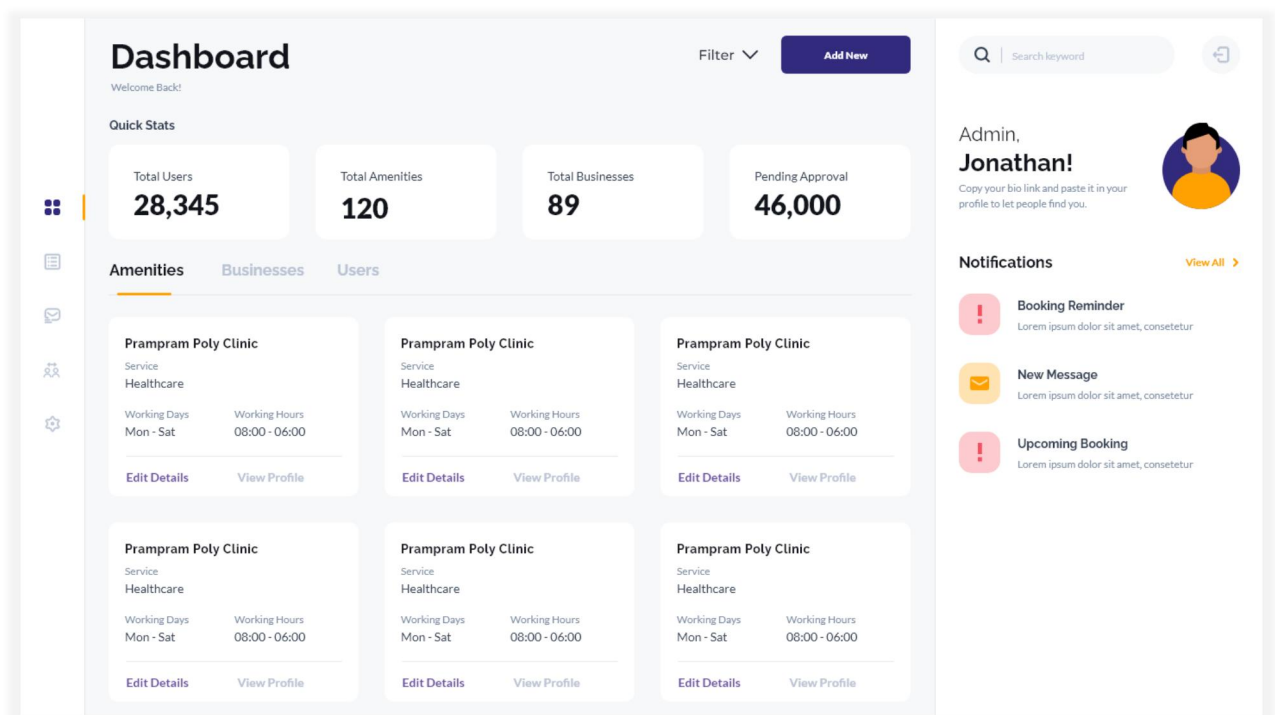 Dashboard
Welcome Back!
Filter
Add New
Quick Stats
Total Users
28,345
Total Amenities
120
Total Businesses
89
Pending Approval
46,000
Amenities Businesses Users
Prampram Poly Clinic
Service
Healthcare
Working Days Working Hours
Mon - Sat 08:00 - 06:00
Edit Details View Profile
Prampram Poly Clinic
Service
Healthcare
Working Days Working Hours
Mon - Sat 08:00 - 06:00
Edit Details View Profile
Prampram Poly Clinic
Service
Healthcare
Working Days Working Hours
Mon - Sat 08:00 - 06:00
Edit Details View Profile
Prampram Poly Clinic
Service
Healthcare
Working Days Working Hours
Mon - Sat 08:00 - 06:00
Edit Details View Profile
Prampram Poly Clinic
Service
Healthcare
Working Days Working Hours
Mon - Sat 08:00 - 06:00
Edit Details View Profile
Prampram Poly Clinic
Service
Healthcare
Working Days Working Hours
Mon - Sat 08:00 - 06:00
Edit Details View Profile
Search keyword
Admin,
Jonathan!
Copy your bio link and paste it in your
profile to let people find you.
Notifications View All
Booking Reminder
Lorem ipsum dolor sit amet, consetetur
New Message
Lorem ipsum dolor sit amet, consetetur
Upcoming Booking
Lorem ipsum dolor sit amet, consetetur